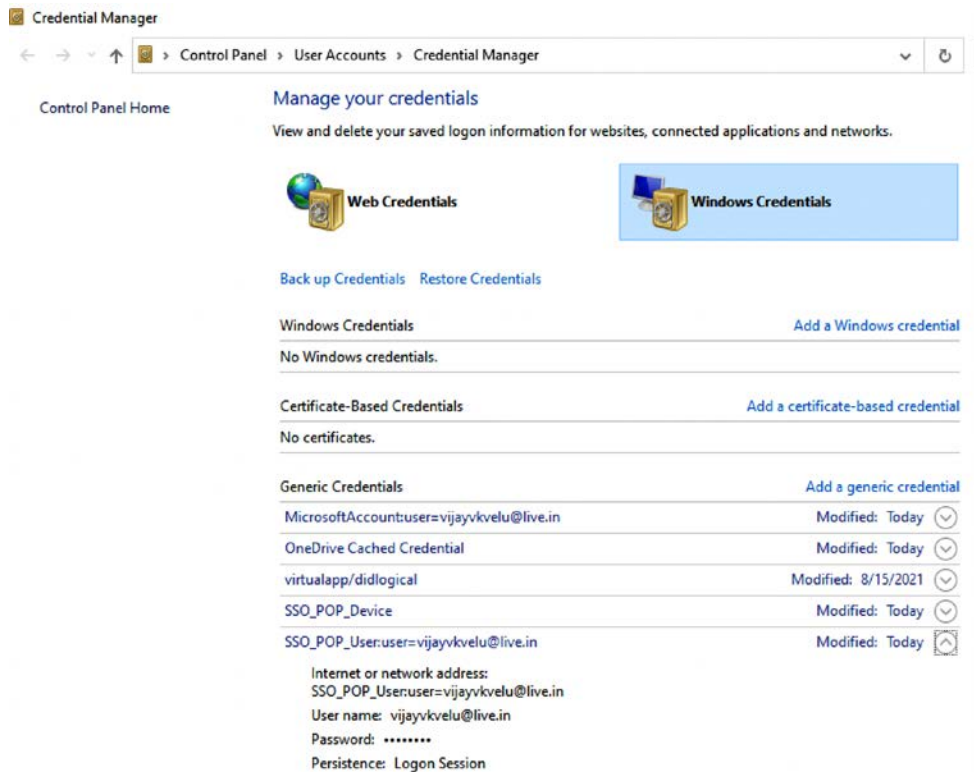 Credential Manager
Control Panel > User Accounts > Credential Manager
Control Panel Home
Manage your credentials
View and delete your saved logon information for websites, connected applications and networks.
Web Credentials
Windows Credentials
Back up Credentials Restore Credentials
Windows Credentials Add a Windows credential
No Windows credentials.
Certificate-Based Credentials Add a certificate-based credential
No certificates.
Generic Credentials Add a generic credential
MicrosoftAccount:user=vijayvkvelu@live.in Modified: Today
OneDrive Cached Credential Modified: Today
virtualapp/didlogical Modified: 8/15/2021
SSO_POP_Device Modified: Today
SSO_POP_User:user=vijayvkvelu@live.in Modified: Today
Internet or network address:
SSO_POP_User:user=vijayvkvelu@live.in
User name: vijayvkvelu@live.in
Password: ••••••••
Persistence: Logon Session